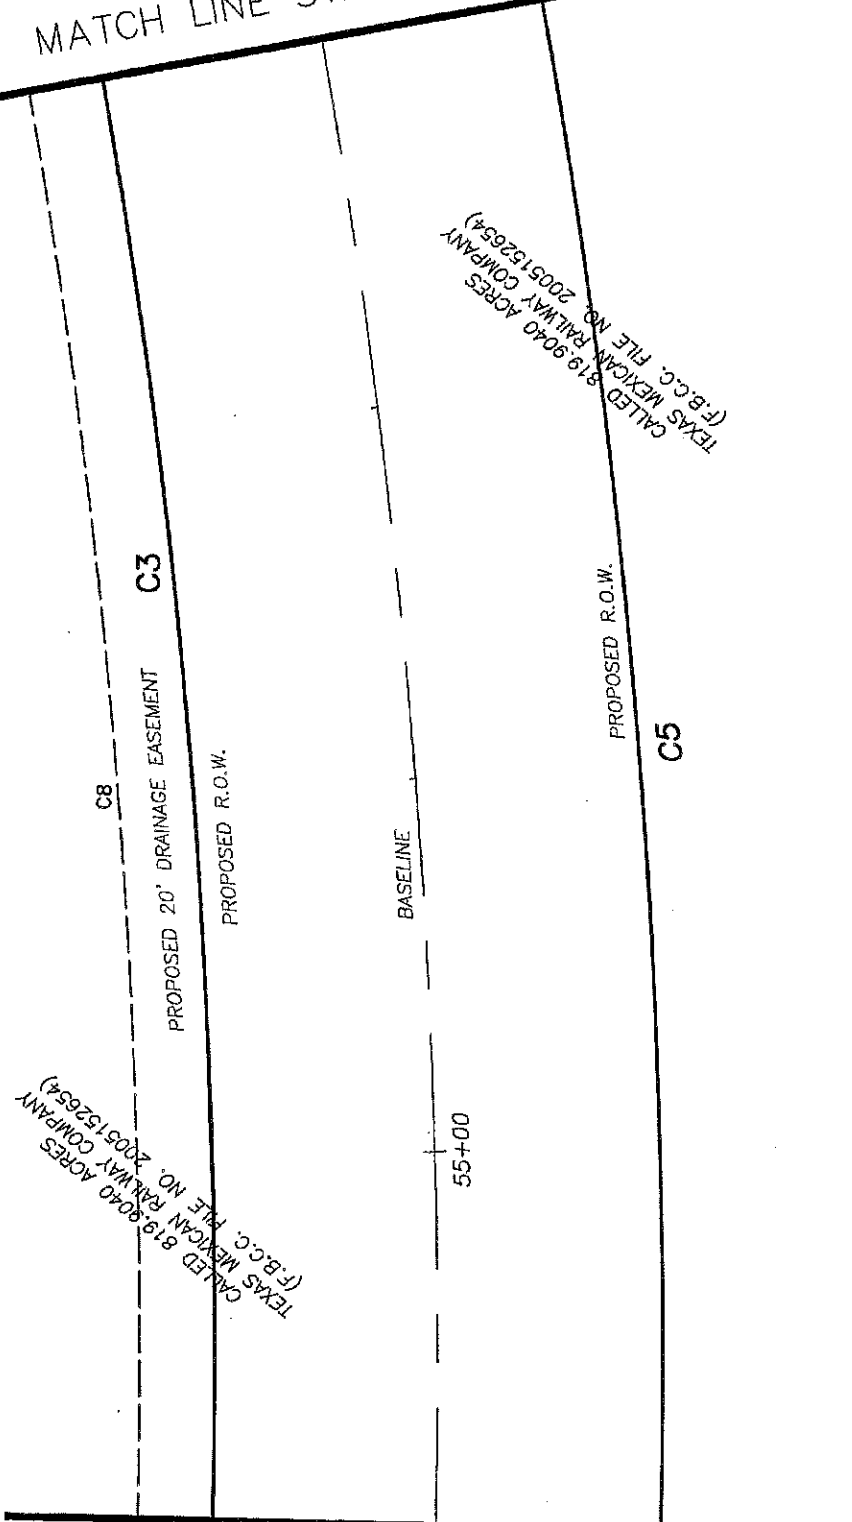 MATCH LINE
CALLED 819.9040 ACRES
TEXAS MEXICAN RAILWAY COMPANY
(F.B.C.C. FILE NO. 2005152654)
C3
PROPOSED R.O.W.
C5
PROPOSED 20' DRAINAGE EASEMENT
C8
PROPOSED R.O.W.
BASELINE
55+00
CALLED 819.9040 ACRES
TEXAS MEXICAN RAILWAY COMPANY
(F.B.C.C. FILE NO. 2005152654)